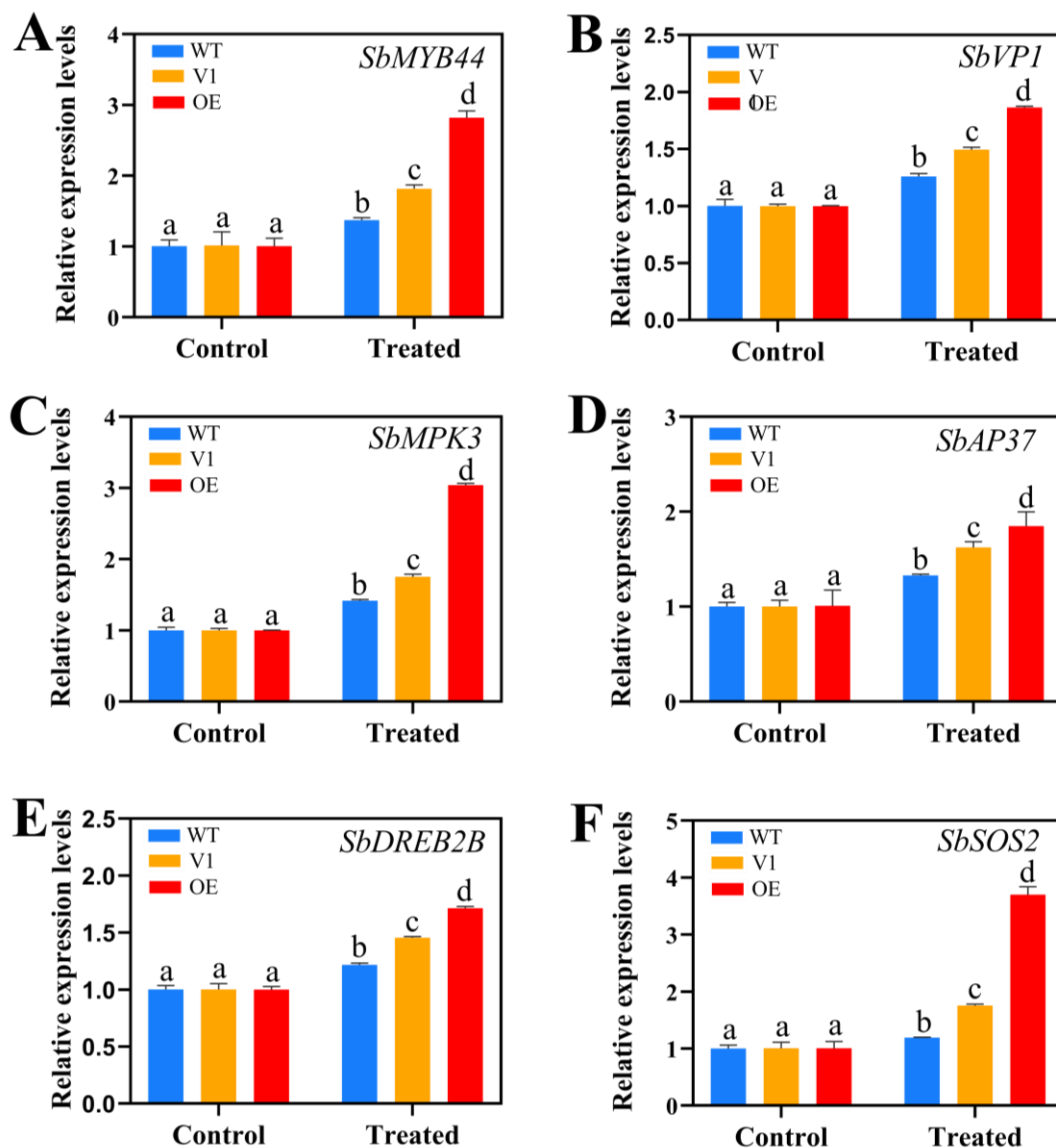 A
Relative expression levels
SbMYB44
WT
V1
OE
4
3
2
1
0
a
a
a
b
c
d
Control
Treated
B
Relative expression levels
SbVP1
WT
V
OE
2.5
2.0
1.5
1.0
0.5
0.0
a
a
a
b
c
d
Control
Treated
C
Relative expression levels
SbMPK3
WT
V1
OE
4
3
2
1
0
a
a
a
b
c
d
Control
Treated
D
Relative expression levels
SbAP37
WT
V1
OE
3
2
1
0
a
a
a
b
c
d
Control
Treated
E
Relative expression levels
SbDREB2B
WT
V1
OE
2.5
2.0
1.5
1.0
0.5
0.0
a
a
a
b
c
d
Control
Treated
F
Relative expression levels
SbSOS2
WT
V1
OE
5
4
3
2
1
0
a
a
a
b
c
d
Control
Treated